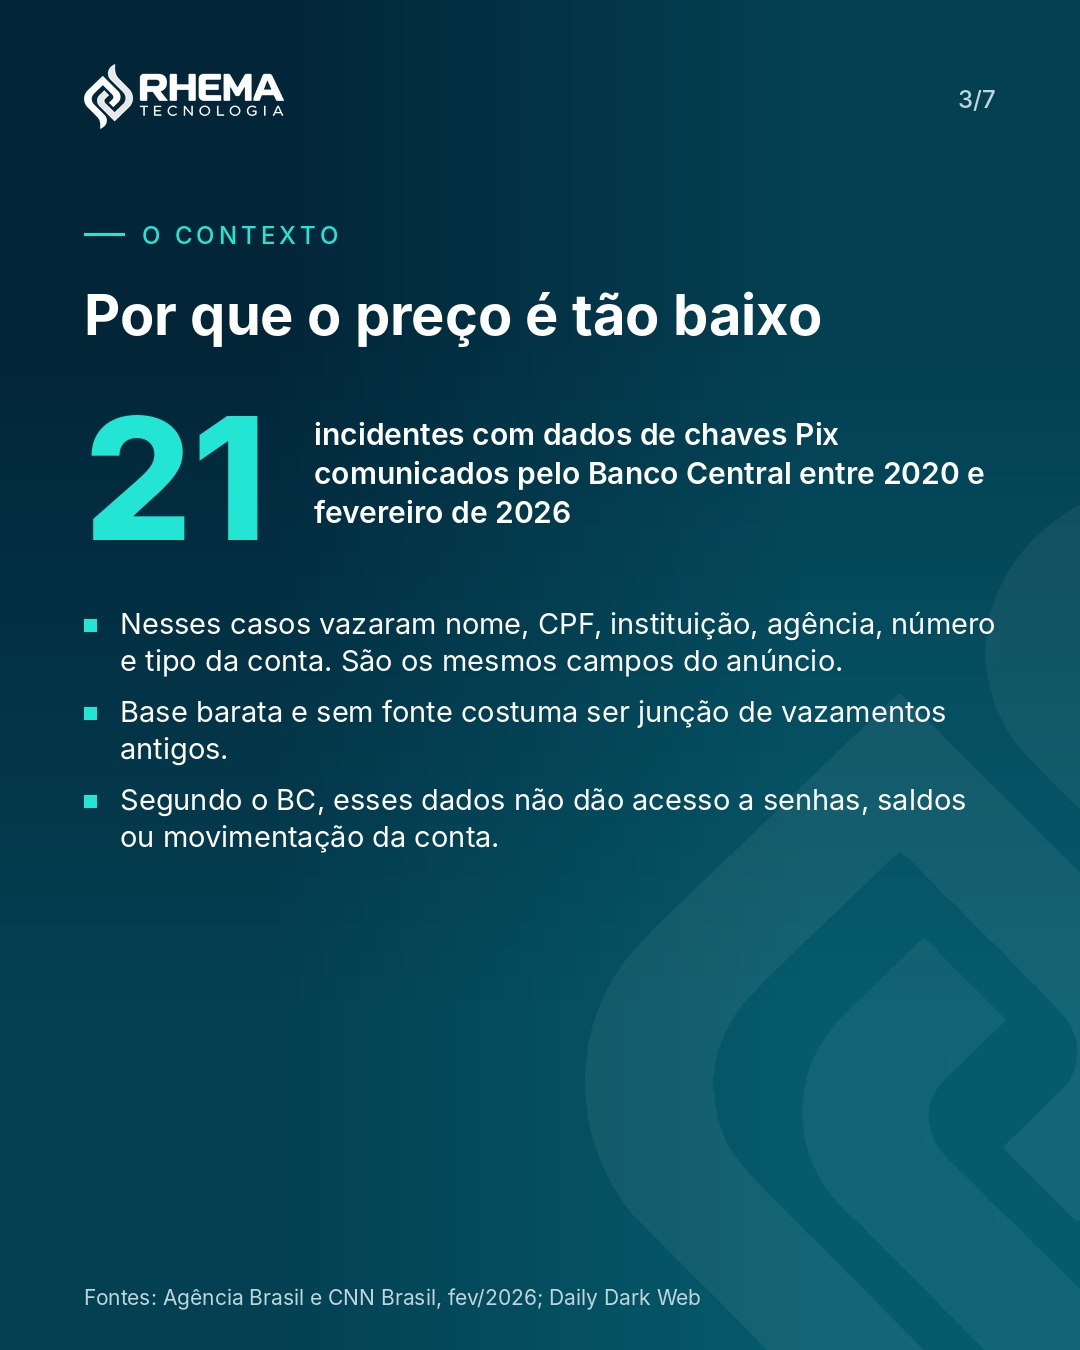 RHEMA
TECNOLOGIA
3/7
O CONTEXTO
Por que o preço é tão baixo
21
incidentes com dados de chaves Pix
comunicados pelo Banco Central entre 2020 e
fevereiro de 2026
Nesses casos vazaram nome, CPF, instituição, agência, número
e tipo da conta. São os mesmos campos do anúncio.
Base barata e sem fonte costuma ser junção de vazamentos
antigos.
Segundo o BC, esses dados não dão acesso a senhas, saldos
ou movimentação da conta.
Fontes: Agência Brasil e CNN Brasil, fev/2026; Daily Dark Web